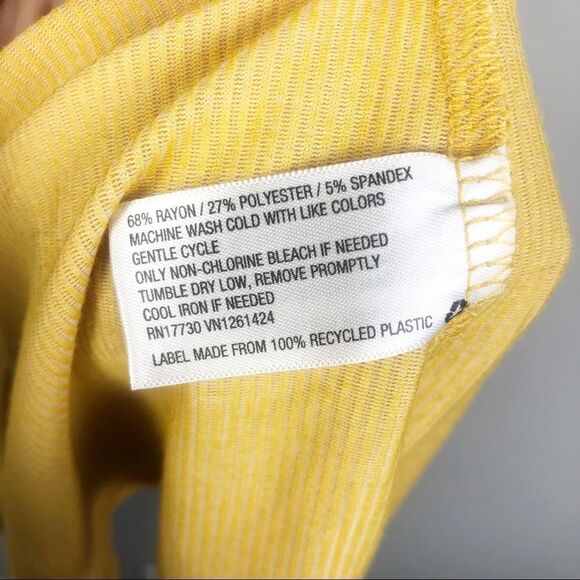 68% RAYON / 27% POLYESTER / 5% SPANDEX
MACHINE WASH COLD WITH LIKE COLORS
GENTLE CYCLE
ONLY NON-CHLORINE BLEACH IF NEEDED
TUMBLE DRY LOW, REMOVE PROMPTLY
COOL IRON IF NEEDED
RN17730 VN1261424
LABEL MADE FROM 100% RECYCLED PLASTIC